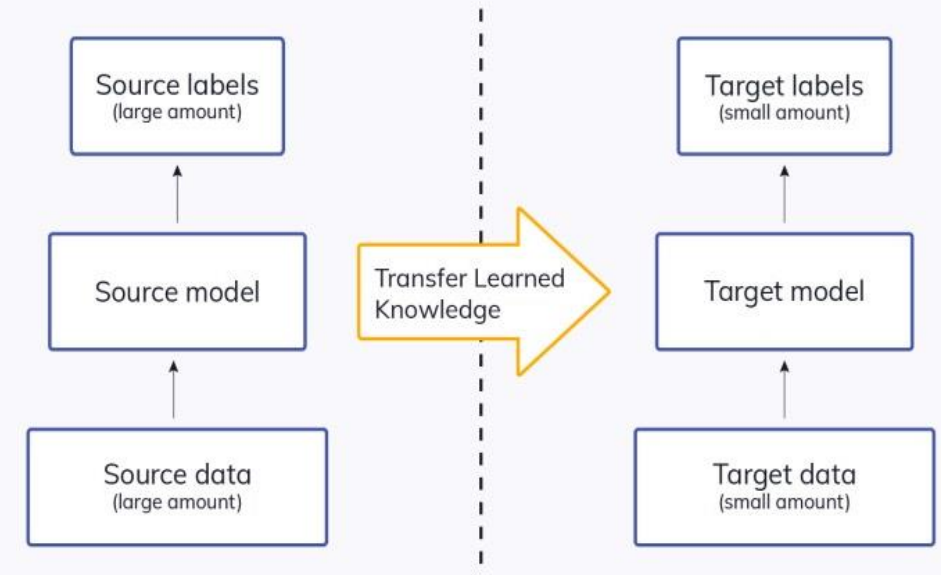 Source labels
(large amount)
Target labels
(small amount)
Source model
Transfer Learned
Knowledge
Target model
Source data
(large amount)
Target data
(small amount)